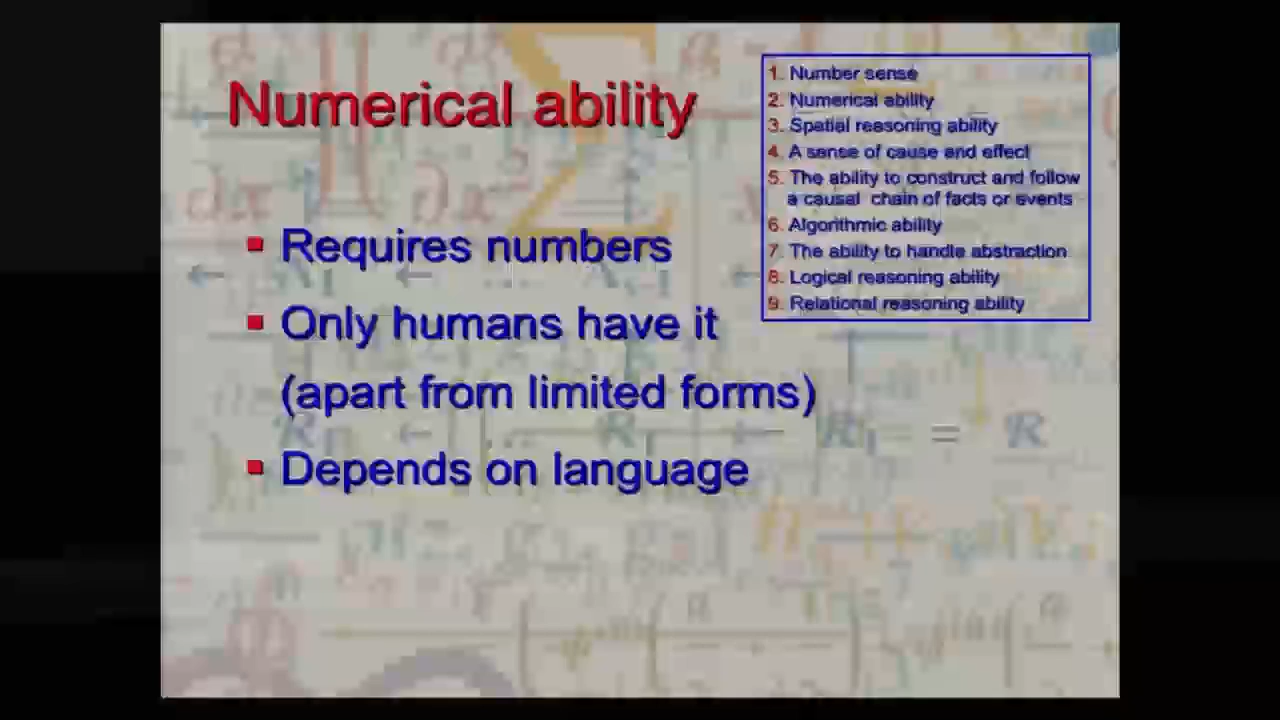 Numerical ability
Requires numbers
Only humans have it
(apart from limited forms)
Depends on language
1. Number sense
2. Numerical ability
3. Spatial reasoning ability
4. A sense of cause and effect
5. The ability to construct and follow
a causal chain of facts or events
6. Algorithmic ability
7. The ability to handle abstraction
8. Logical reasoning ability
9. Relational reasoning ability